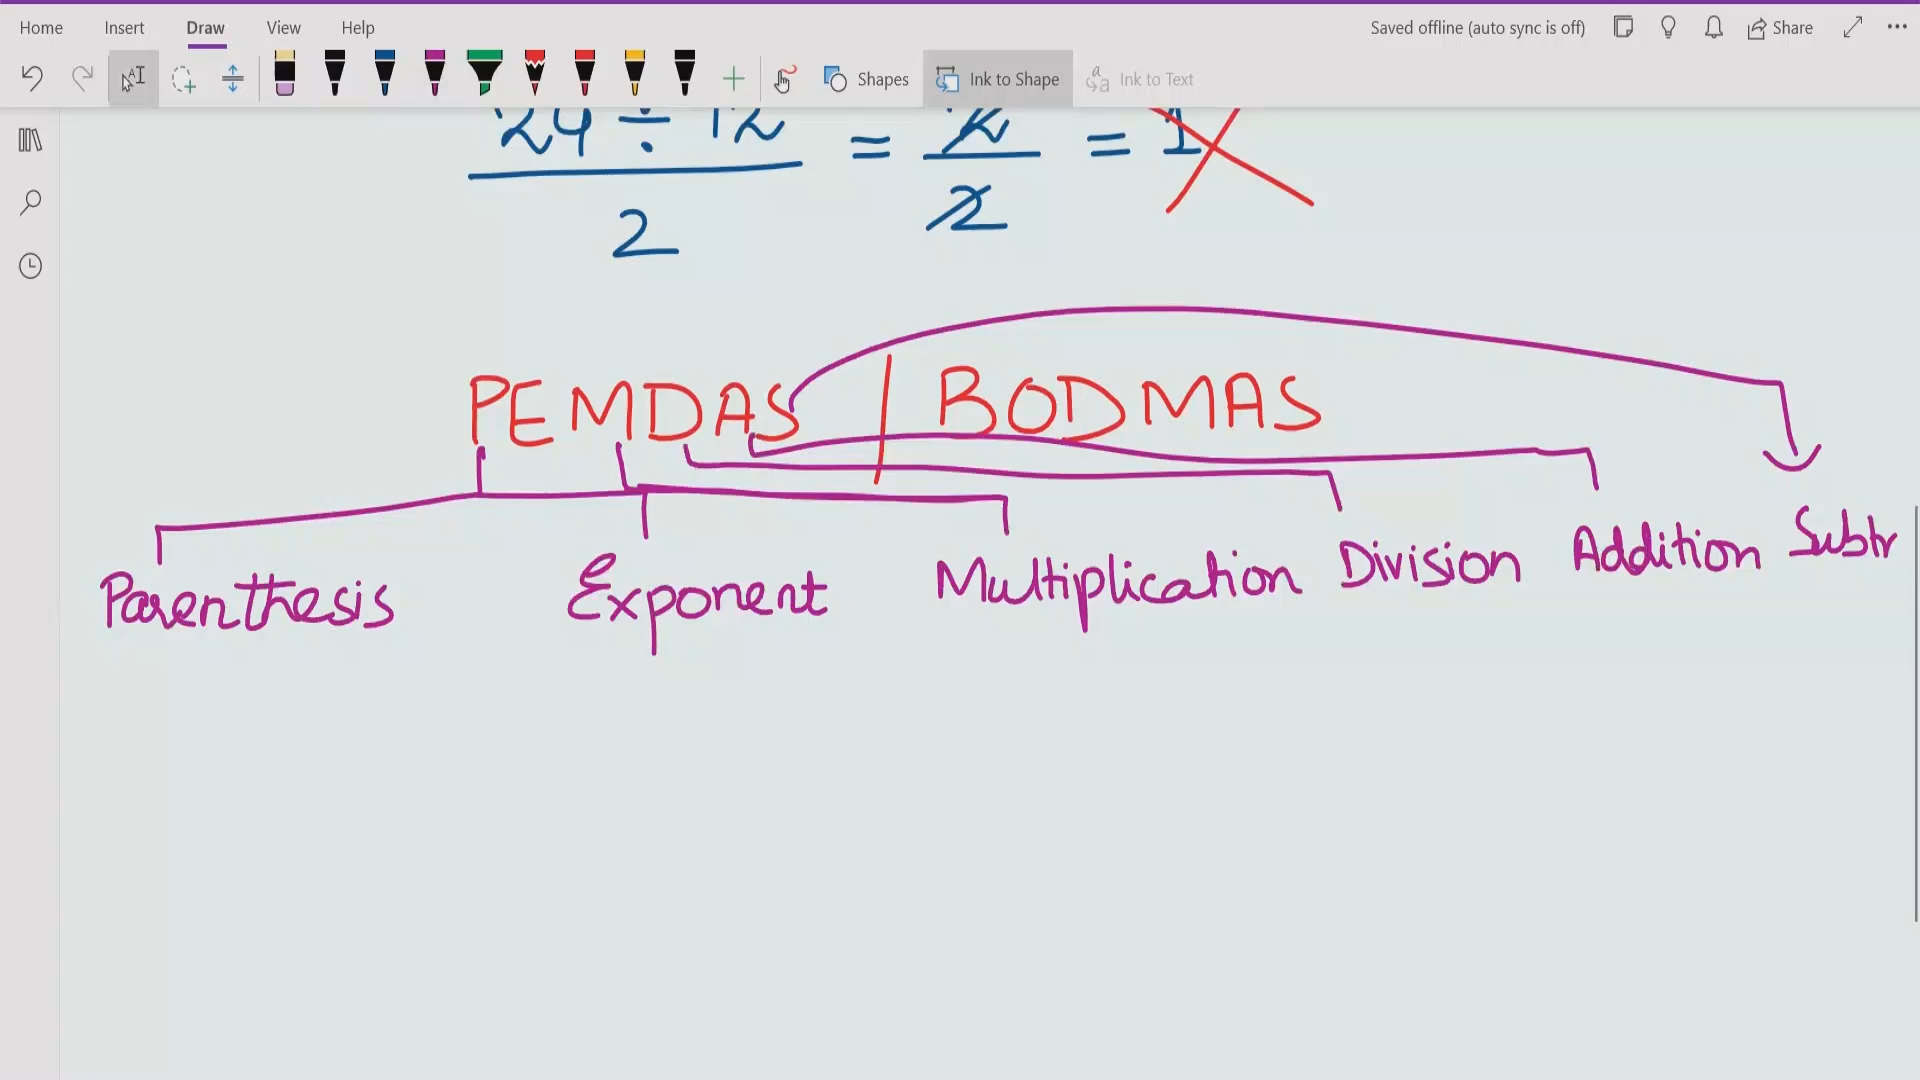 Home Insert Draw View Help Saved offline (auto sync is off) Share
Shapes Ink to Shape Ink to Text
24 ÷ 12 = 2 = 1
2 2
PEMDAS | BODMAS
Parenthesis Exponent Multiplication Division Addition Subtr